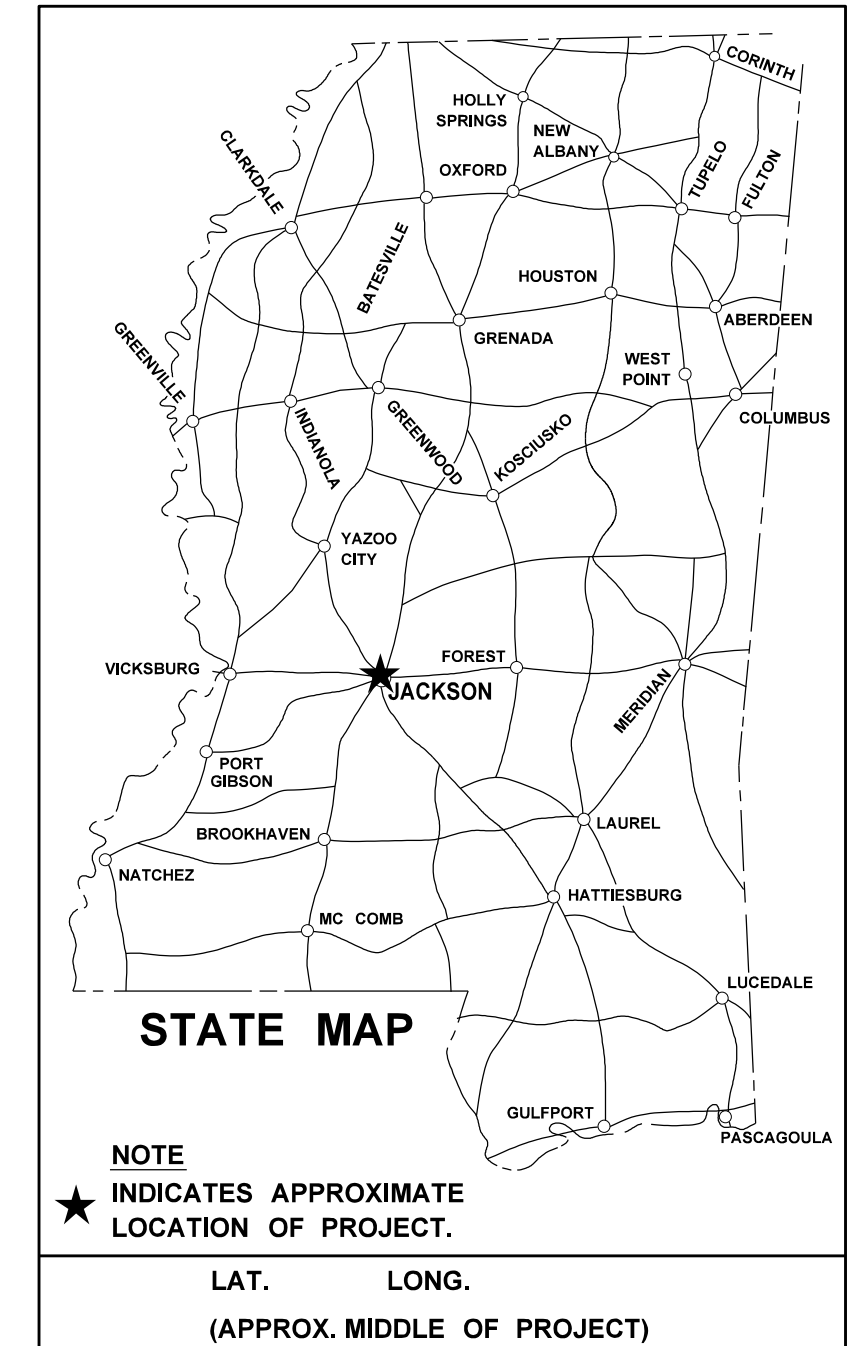 CORINTH
HOLLY
SPRINGS
NEW
ALBANY
CLARKDALE
OXFORD
TUPELO
FULTON
BATESVILLE
HOUSTON
ABERDEEN
GRENADA
GREENVILLE
WEST
POINT
COLUMBUS
INDIANOLA
GREENWOOD
KOSCIUSKO
YAZOO
CITY
VICKSBURG
FOREST
JACKSON
MERIDIAN
PORT
GIBSON
BROOKHAVEN
LAUREL
NATCHEZ
HATTIESBURG
MC COMB
LUCEDALE
STATE MAP
GULFPORT
PASCAGOULA
NOTE
INDICATES APPROXIMATE
LOCATION OF PROJECT.
LAT. LONG.
(APPROX. MIDDLE OF PROJECT)